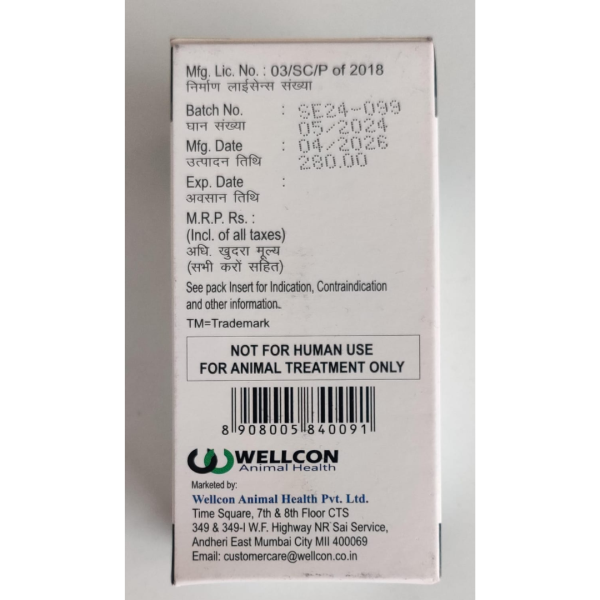 Mfg. Lic. No. : 03/SC/P of 2018
निर्माण लाईसेन्स संख्या
Batch No. : SE24-099
घान संख्या 05/2024
Mfg. Date : 04/2026
उत्पादन तिथि 280.00
Exp. Date :
अवसान तिथि
M.R.P. Rs. :
(Incl. of all taxes)
अधि. खुदरा मूल्य
(सभी करों सहित)
See pack Insert for Indication, Contraindication
and other information.
TM=Trademark
NOT FOR HUMAN USE
FOR ANIMAL TREATMENT ONLY
8 908005 840091
WELLCON
Animal Health
Marketed by:
Wellcon Animal Health Pvt. Ltd.
Time Square, 7th & 8th Floor CTS
349 & 349-I W.F. Highway NR Sai Service,
Andheri East Mumbai City MII 400069
Email: customercare@wellcon.co.in